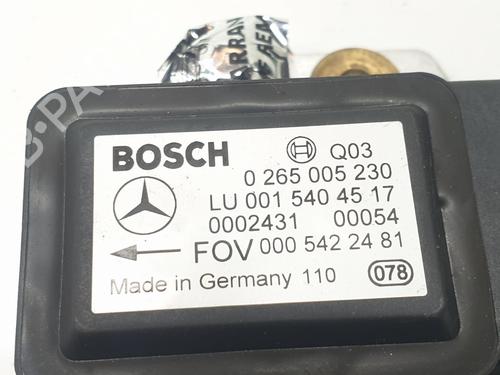 BOSCH Q03
0 265 005 230
LU 001 540 45 17
0002431 00054
FOV 000 542 24 81
Made in Germany 110 078